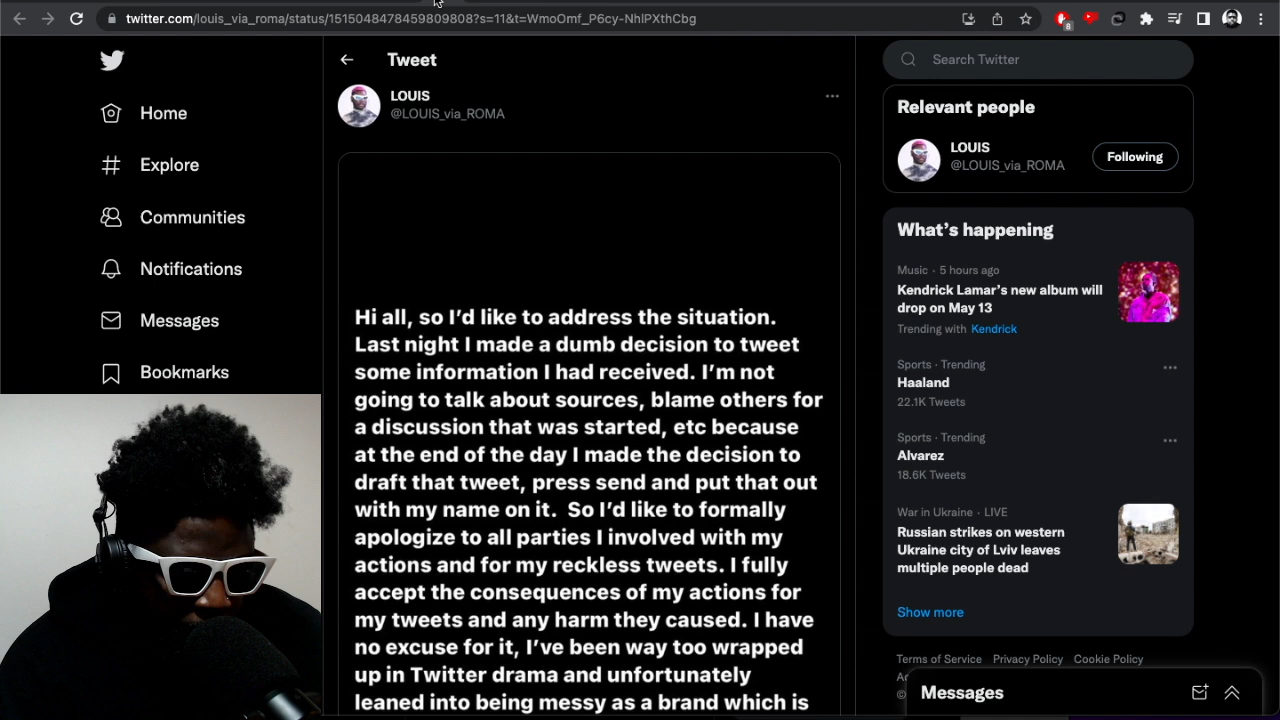 twitter.com/louis_via_roma/status/1515048478459809808?s=11&t=WmoOmf_P6cy-NhlPXthCbg
8
Home
Explore
Communities
Notifications
Messages
Bookmarks
Tweet
LOUIS
@LOUIS_via_ROMA
Hi all, so I’d like to address the situation.
Last night I made a dumb decision to tweet
some information I had received. I’m not
going to talk about sources, blame others for
a discussion that was started, etc because
at the end of the day I made the decision to
draft that tweet, press send and put that out
with my name on it.  So I’d like to formally
apologize to all parties I involved with my
actions and for my reckless tweets. I fully
accept the consequences of my actions for
my tweets and any harm they caused. I have
no excuse for it, I’ve been way too wrapped
up in Twitter drama and unfortunately
leaned into being messy as a brand which is
Search Twitter
Relevant people
LOUIS
@LOUIS_via_ROMA
Following
What’s happening
Music · 5 hours ago
Kendrick Lamar’s new album will
drop on May 13
Trending with Kendrick
Sports · Trending
Haaland
22.1K Tweets
Sports · Trending
Alvarez
18.6K Tweets
War in Ukraine · LIVE
Russian strikes on western
Ukraine city of Lviv leaves
multiple people dead
Show more
Terms of Service Privacy Policy Cookie Policy
Messages